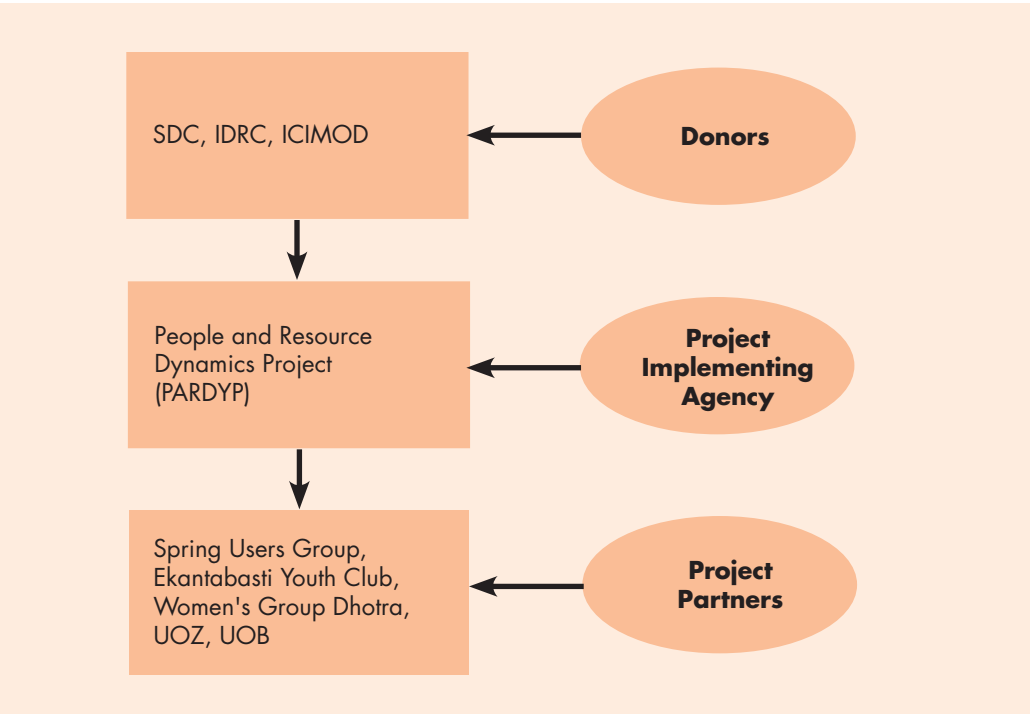 SDC, IDRC, ICIMOD
Donors
People and Resource
Dynamics Project
(PARDYP)
Project
Implementing
Agency
Spring Users Group,
Ekantabasti Youth Club,
Women's Group Dhotra,
UOZ, UOB
Project
Partners